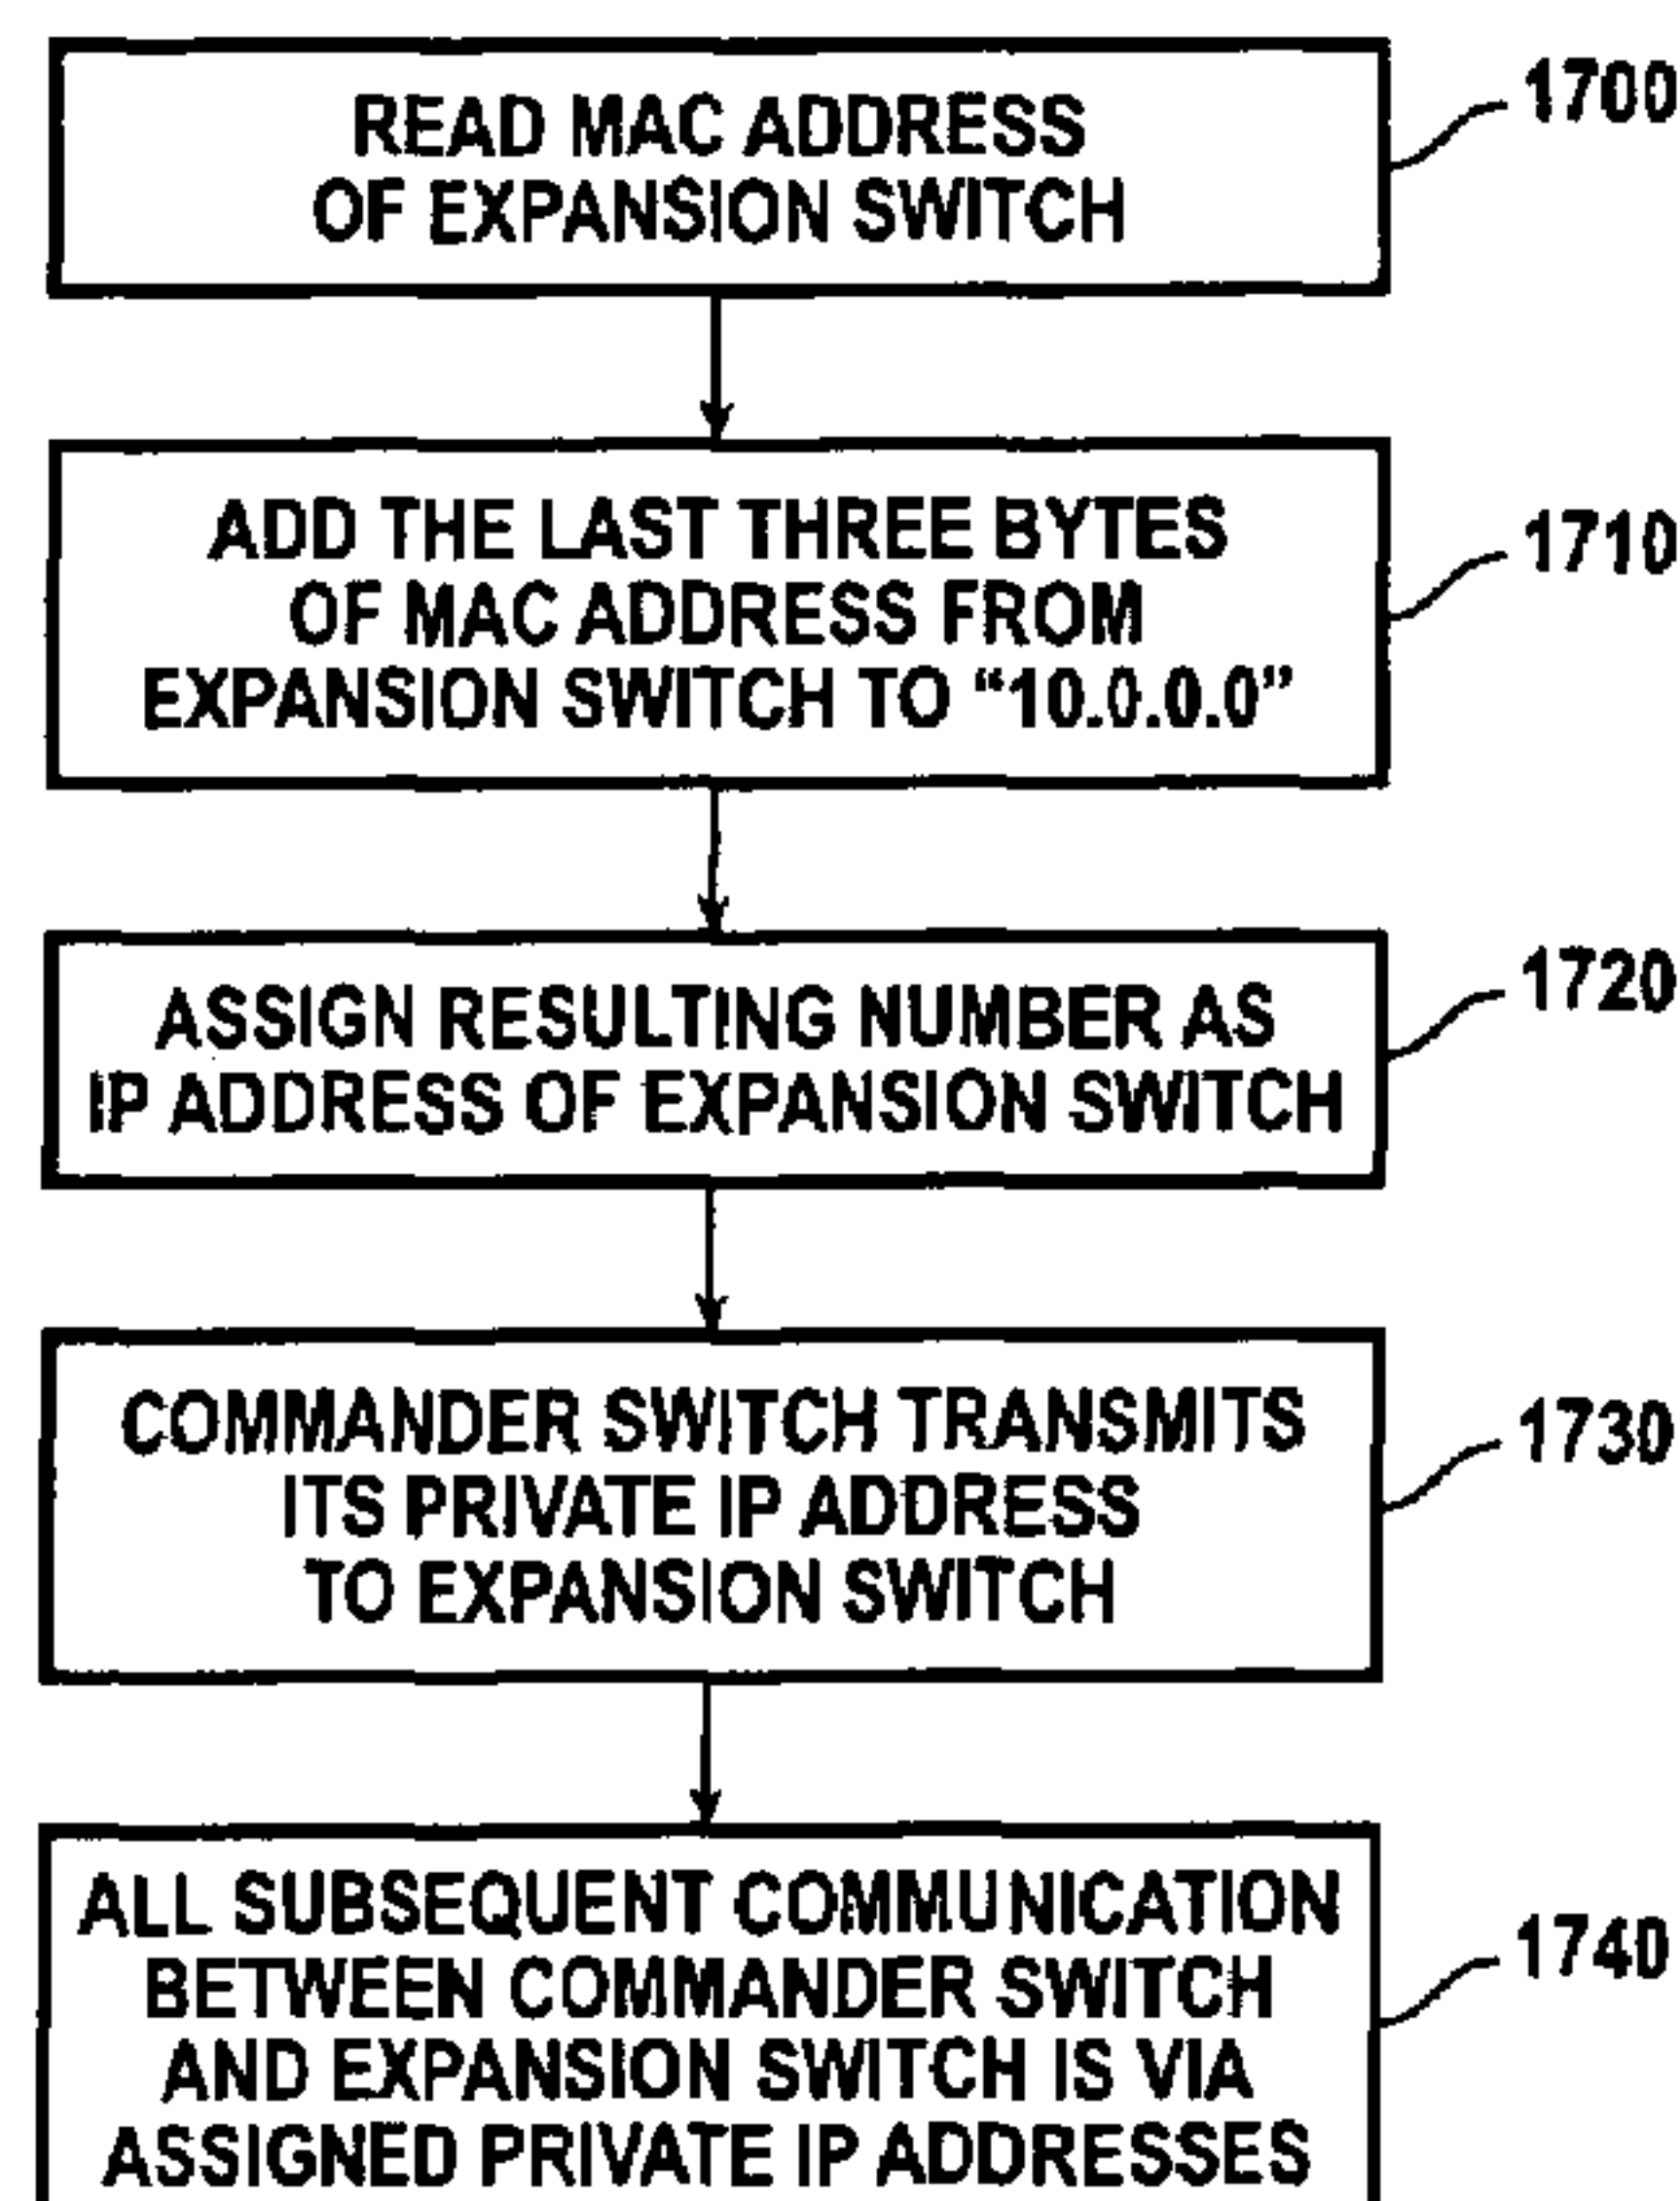 READ MAC ADDRESS
OF EXPANSION SWITCH
1700
ADD THE LAST THREE BYTES
OF MAC ADDRESS FROM
EXPANSION SWITCH TO “10.0.0.0”
1710
ASSIGN RESULTING NUMBER AS
IP ADDRESS OF EXPANSION SWITCH
1720
COMMANDER SWITCH TRANSMITS
ITS PRIVATE IP ADDRESS
TO EXPANSION SWITCH
1730
ALL SUBSEQUENT COMMUNICATION
BETWEEN COMMANDER SWITCH
AND EXPANSION SWITCH IS VIA
ASSIGNED PRIVATE IP ADDRESSES
1740